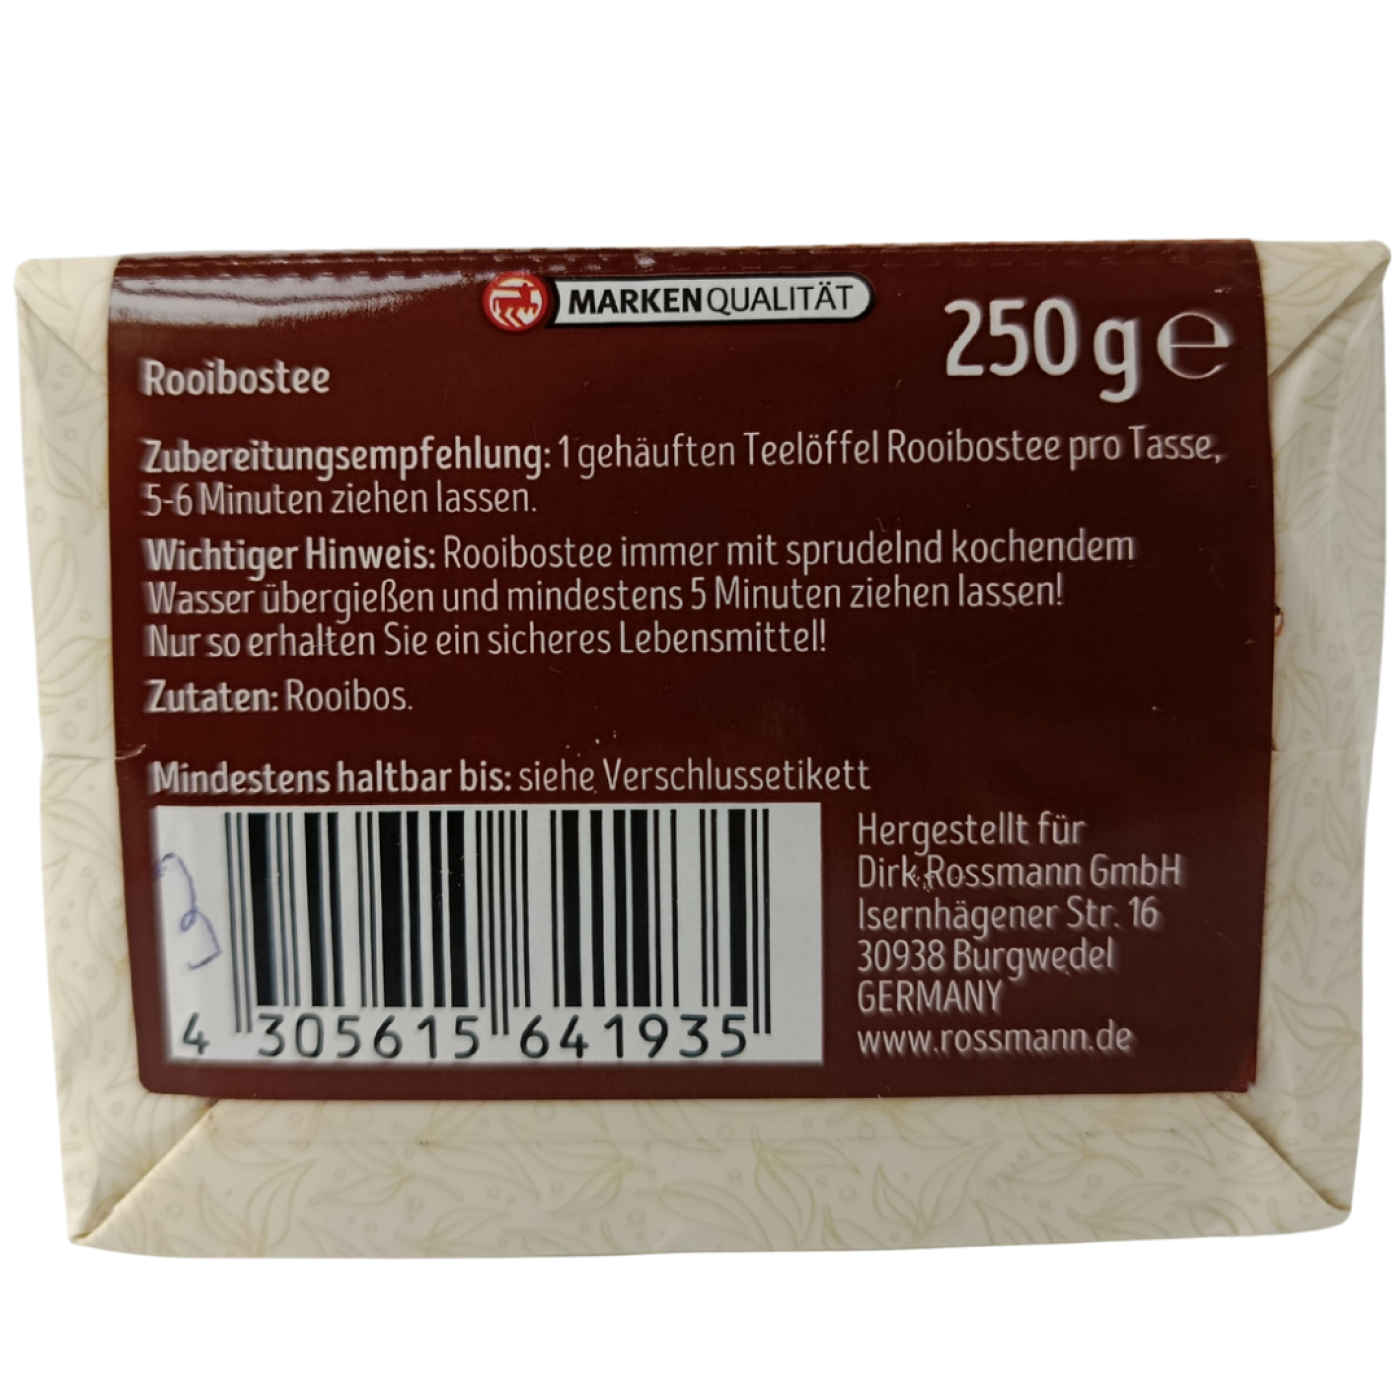 MARKENQUALITÄT
250 g ℮
Rooibostee
Zubereitungsempfehlung: 1 gehäuften Teelöffel Rooibostee pro Tasse,
5-6 Minuten ziehen lassen.
Wichtiger Hinweis: Rooibostee immer mit sprudelnd kochendem
Wasser übergießen und mindestens 5 Minuten ziehen lassen!
Nur so erhalten Sie ein sicheres Lebensmittel!
Zutaten: Rooibos.
Mindestens haltbar bis: siehe Verschlussetikett
4 305615 641935
Hergestellt für
Dirk Rossmann GmbH
Isernhägener Str. 16
30938 Burgwedel
GERMANY
www.rossmann.de